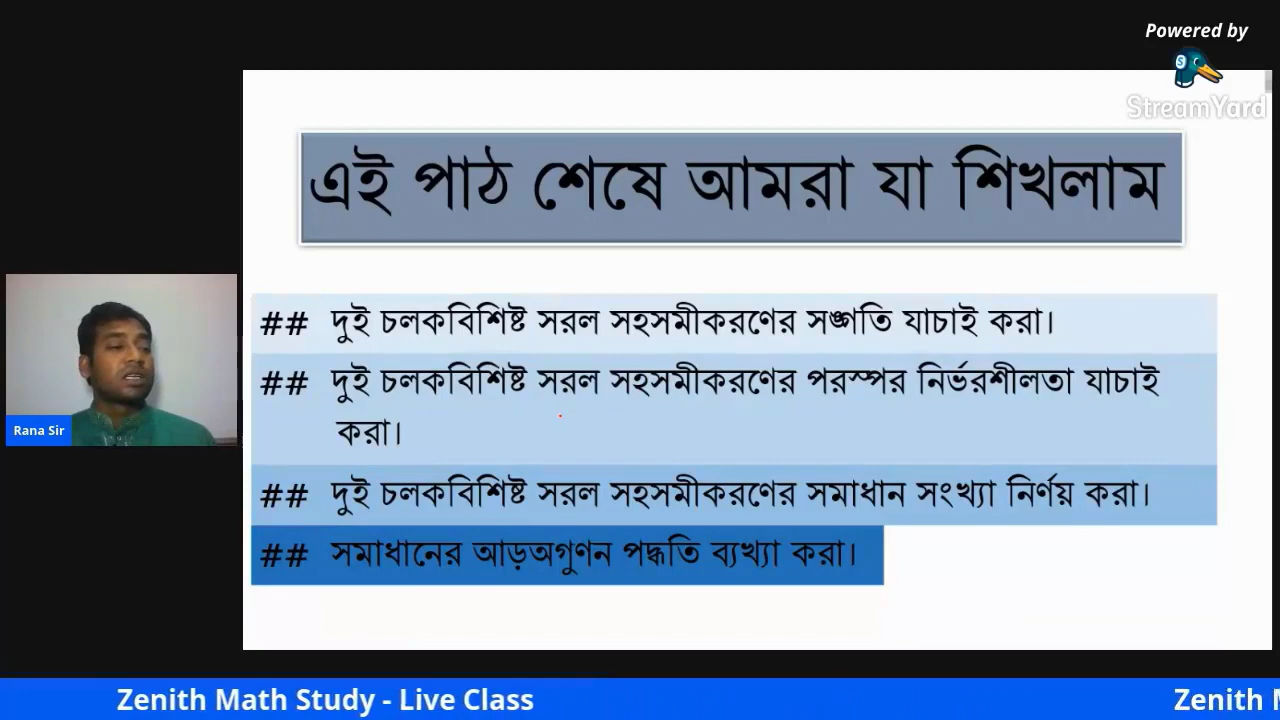 Powered by
StreamYard
এই পাঠ শেষে আমরা যা শিখলাম
## দুই চলকবিশিষ্ট সরল সহসমীকরণের সঙ্গতি যাচাই করা।
## দুই চলকবিশিষ্ট সরল সহসমীকরণের পরস্পর নির্ভরশীলতা যাচাই
করা।
## দুই চলকবিশিষ্ট সরল সহসমীকরণের সমাধান সংখ্যা নির্ণয় করা।
## সমাধানের আড়অগুণন পদ্ধতি ব্যখ্যা করা।
Rana Sir
Zenith Math Study - Live Class
Zenith